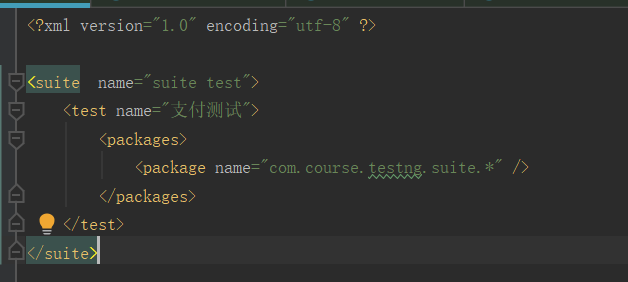 <?xml version="1.0" encoding="utf-8" ?>
<suite  name="suite test">
<test name="支付测试">
<packages>
<package name="com.course.testng.suite.*" />
</packages>
</test>
</suite>